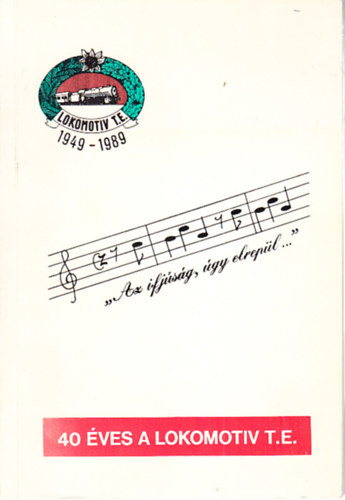 LOKOMOTIV T.E.
1949-1989
„Az ifjúság, úgy elrepül..."
40 ÉVES A LOKOMOTIV T.E.